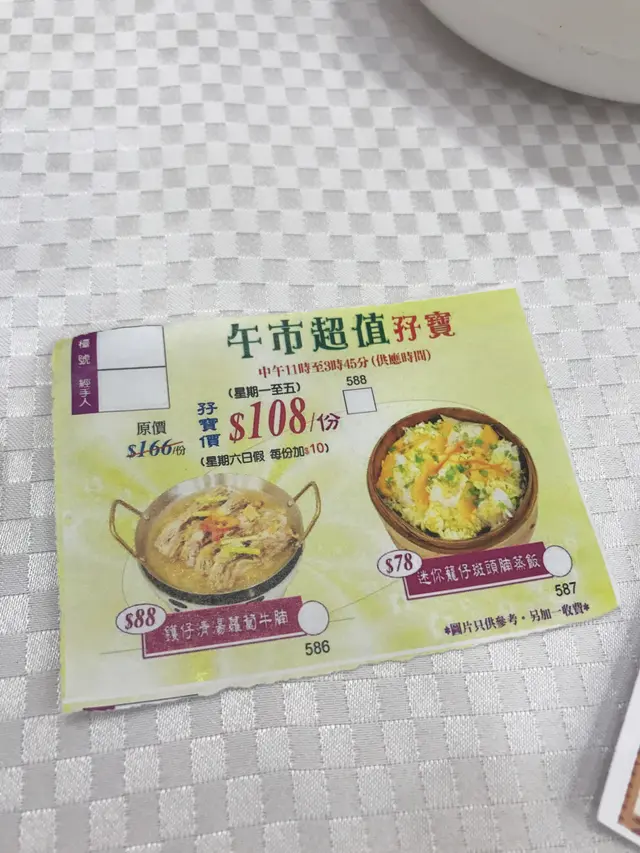 檯號
經手人
午市超值孖寶
中午11時至3時45分(供應時間)
(星期一至五)
588
原價
$166/份
孖寶價
$108/份
(星期六日假 每份加$10)
$88
鑊仔清湯蘿蔔牛腩
586
$78
迷你籠仔斑頭腩蒸飯
587
*圖片只供參考·另加一收費*